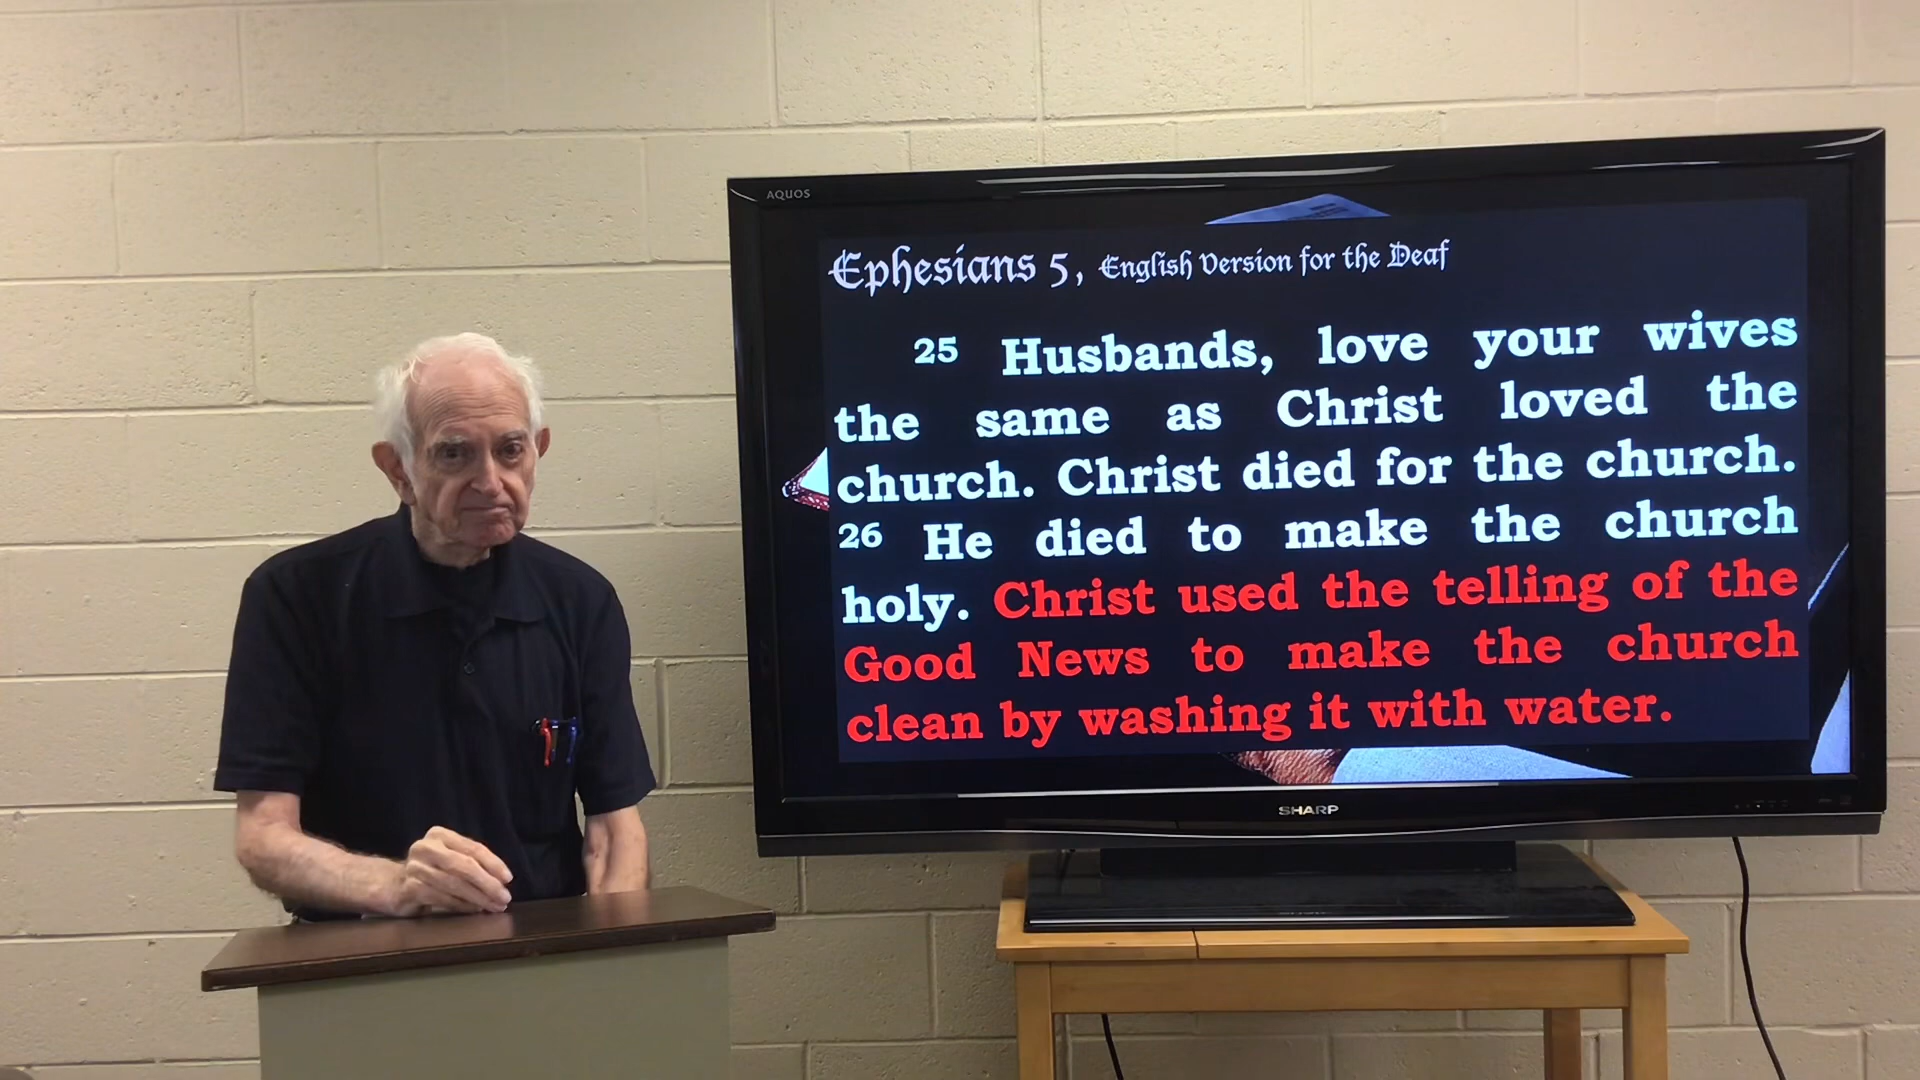 AQUOS
Ephesians 5, English Version for the Deaf
25 Husbands, love your wives
the same as Christ loved the
church. Christ died for the church.
26 He died to make the church
holy. Christ used the telling of the
Good News to make the church
clean by washing it with water.
SHARP